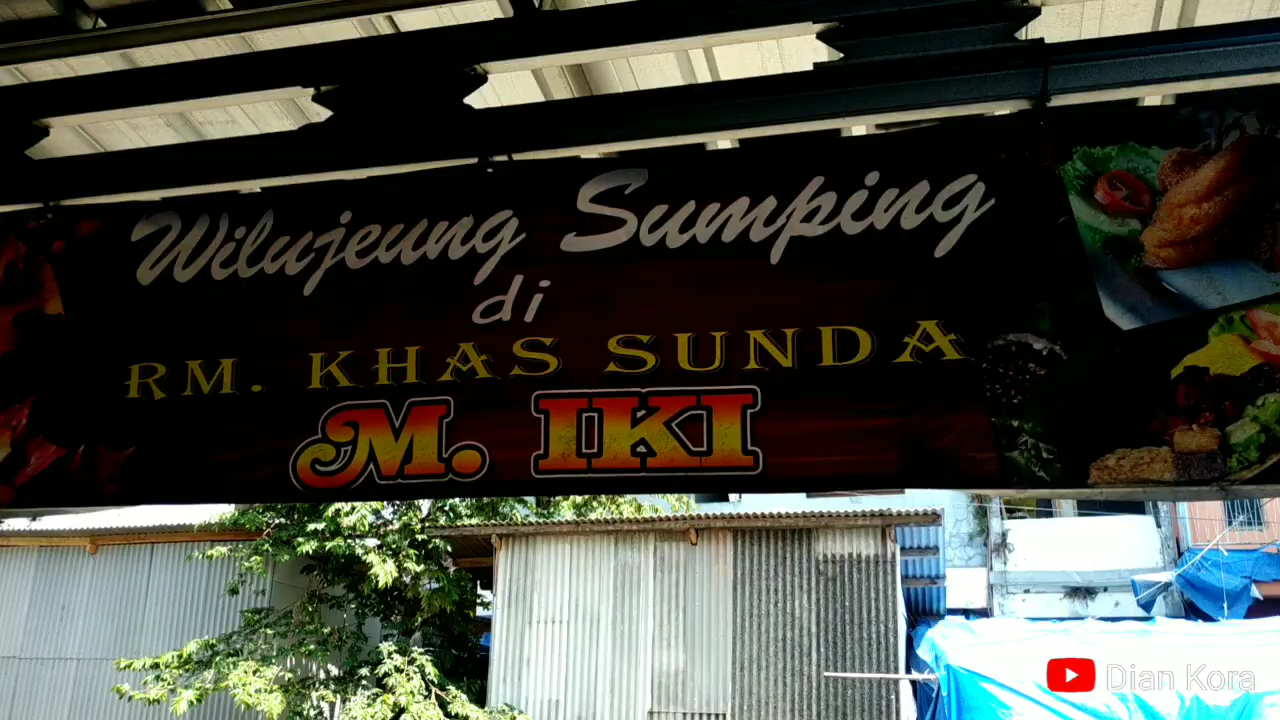 Wilujeung Sumping
di
RM. KHAS SUNDA
M. IKI
Dian Kora